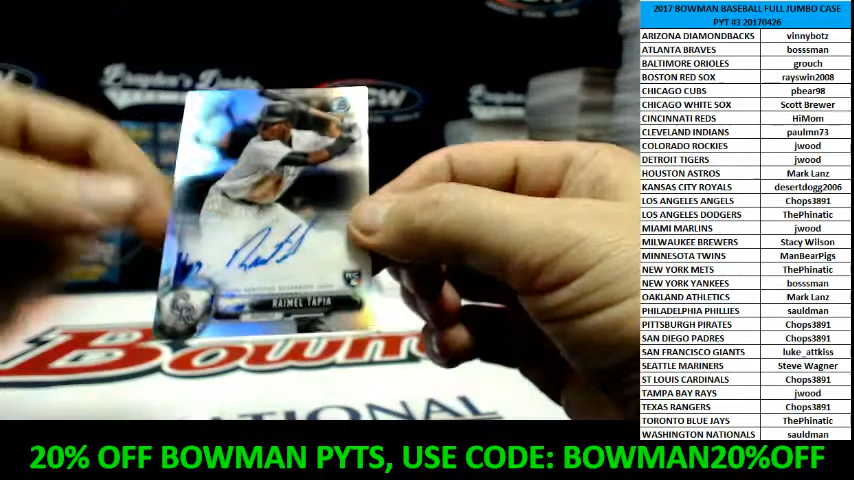 2017 BOWMAN BASEBALL FULL JUMBO CASE
PYT #3 20170426
ARIZONA DIAMONDBACKS vinnybotz
ATLANTA BRAVES bosssman
BALTIMORE ORIOLES grouch
BOSTON RED SOX rayswin2008
CHICAGO CUBS pbear98
CHICAGO WHITE SOX Scott Brewer
CINCINNATI REDS HiMom
CLEVELAND INDIANS paulmn73
COLORADO ROCKIES jwood
DETROIT TIGERS jwood
HOUSTON ASTROS Mark Lanz
KANSAS CITY ROYALS desertdogg2006
LOS ANGELES ANGELS Chops3891
LOS ANGELES DODGERS ThePhinatic
MIAMI MARLINS jwood
MILWAUKEE BREWERS Stacy Wilson
MINNESOTA TWINS ManBearPigs
NEW YORK METS ThePhinatic
NEW YORK YANKEES bosssman
OAKLAND ATHLETICS Mark Lanz
PHILADELPHIA PHILLIES sauldman
PITTSBURGH PIRATES Chops3891
SAN DIEGO PADRES Chops3891
SAN FRANCISCO GIANTS luke_attkiss
SEATTLE MARINERS Steve Wagner
ST LOUIS CARDINALS Chops3891
TAMPA BAY RAYS jwood
TEXAS RANGERS Chops3891
TORONTO BLUE JAYS ThePhinatic
WASHINGTON NATIONALS sauldman
RAIMEL TAPIA
Bowm
NATIONAL
20% OFF BOWMAN PYTS, USE CODE: BOWMAN20%OFF